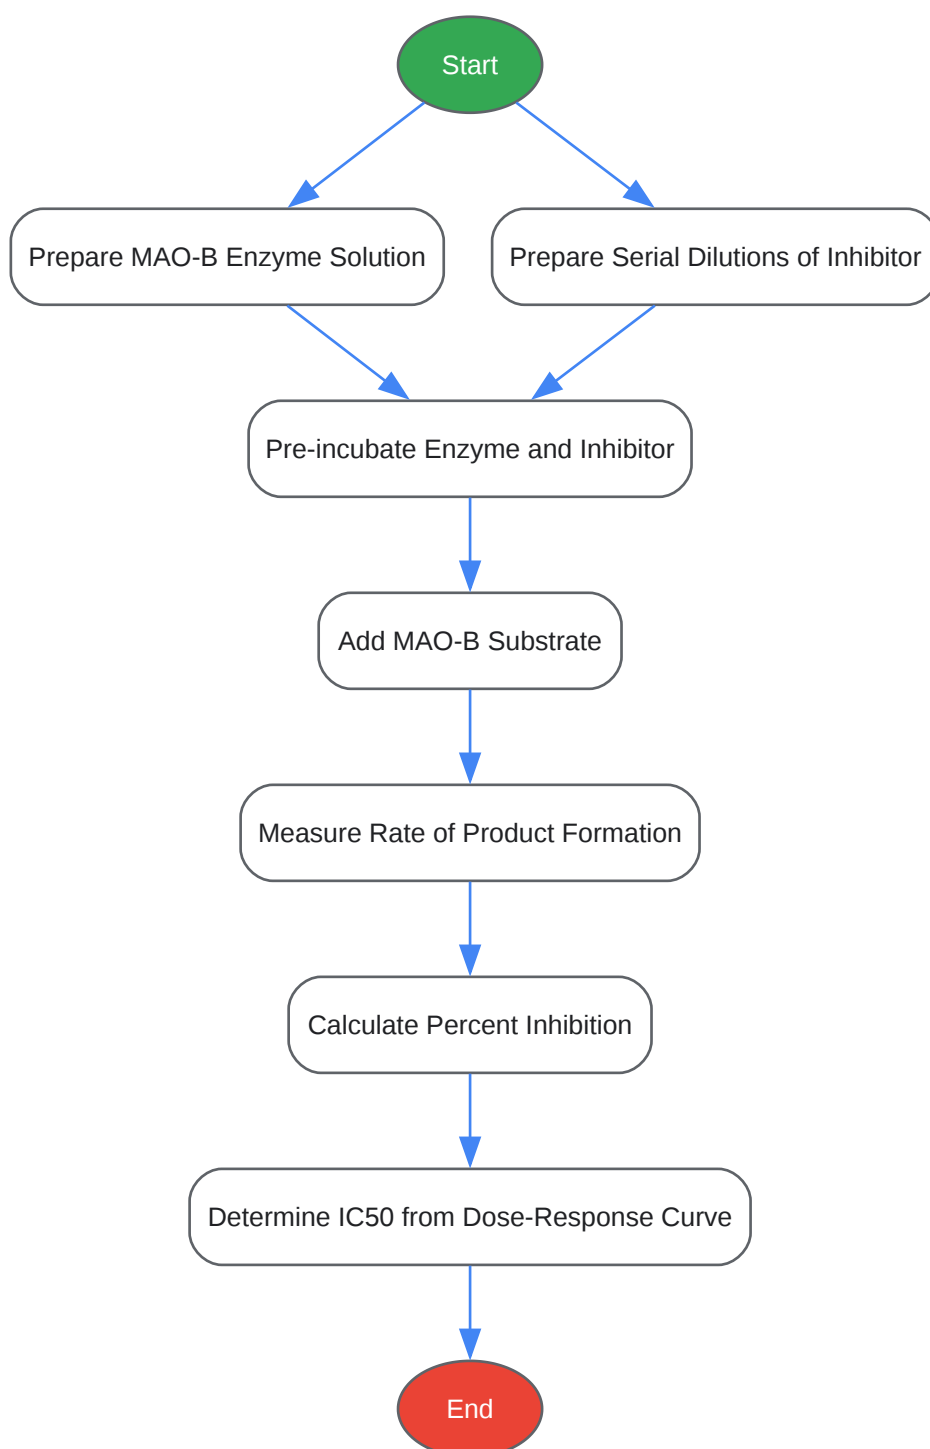 Start
Prepare MAO-B Enzyme Solution
Prepare Serial Dilutions of Inhibitor
Pre-incubate Enzyme and Inhibitor
Add MAO-B Substrate
Measure Rate of Product Formation
Calculate Percent Inhibition
Determine IC50 from Dose-Response Curve
End